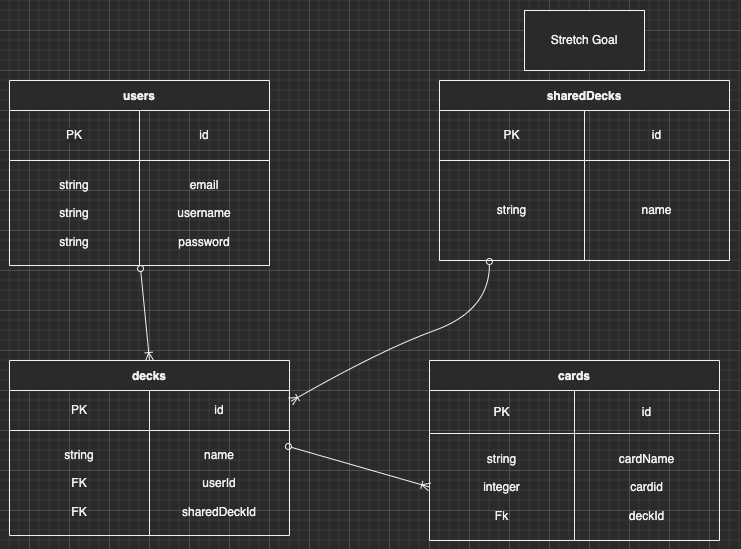 Stretch Goal
users
PK id
string email
string username
string password
sharedDecks
PK id
string name
decks
PK id
string name
FK userId
FK sharedDeckId
cards
PK id
string cardName
integer cardid
Fk deckId